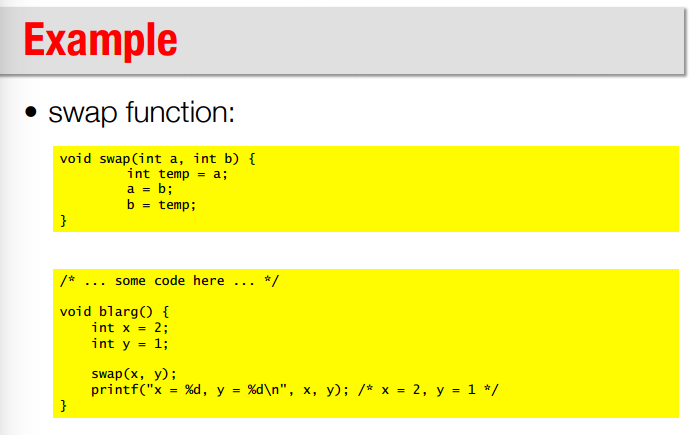 Example
• swap function:
void swap(int a, int b) {
        int temp = a;
        a = b;
        b = temp;
}
/* ... some code here ... */
void blarg() {
    int x = 2;
    int y = 1;
    swap(x, y);
    printf("x = %d, y = %d\n", x, y); /* x = 2, y = 1 */
}